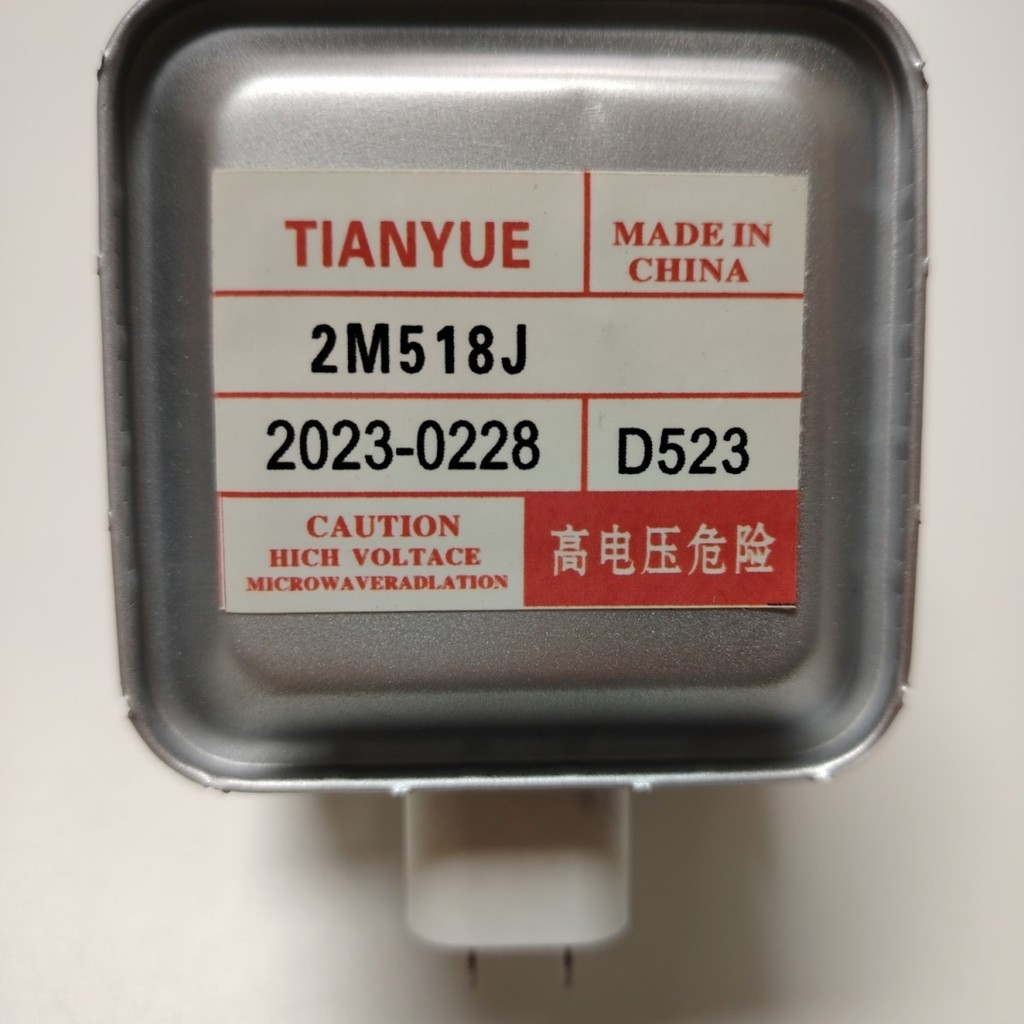 TIANYUE
MADE IN
CHINA
2M518J
2023-0228
D523
CAUTION
HICH VOLTACE
MICROWAVERADLATION
高电压危险